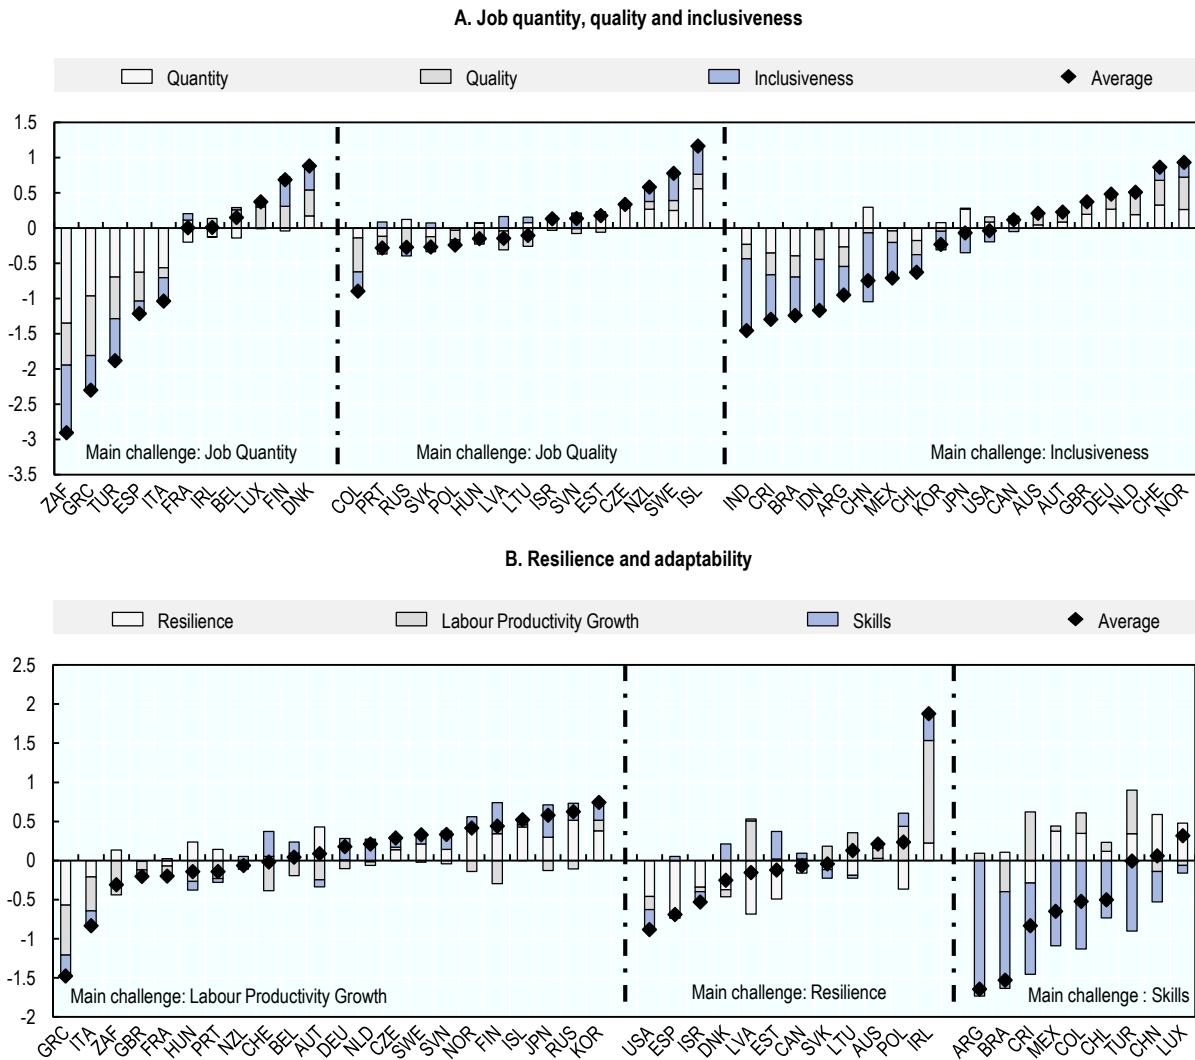 A. Job quantity, quality and inclusiveness
Quantity Quality Inclusiveness Average
1.5
1
0.5
0
-0.5
-1
-1.5
-2
-2.5
-3
-3.5
Main challenge: Job Quantity Main challenge: Job Quality Main challenge: Inclusiveness
ZAF GRC TUR ESP ITA FRA IRL BEL LUX FIN DNK COL PRT RUS SVK POL HUN LVA LTU ISR SVN EST CZE NZL SWE ISL IND CRI BRA IDN ARG CHN MEX CHL KOR JPN USA CAN AUS AUT GBR DEU NLD CHE NOR
B. Resilience and adaptability
Resilience Labour Productivity Growth Skills Average
2.5
2
1.5
1
0.5
0
-0.5
-1
-1.5
-2
Main challenge: Labour Productivity Growth Main challenge: Resilience Main challenge : Skills
GRC ITA ZAF GBR FRA HUN PRT NZL CHE BEL AUT DEU NLD CZE SWE SVN NOR FIN ISL JPN RUS KOR USA ESP ISR DNK LVA EST CAN SVK LTU AUS POL IRL ARG BRA CRI MEX COL CHL TUR CHN LUX